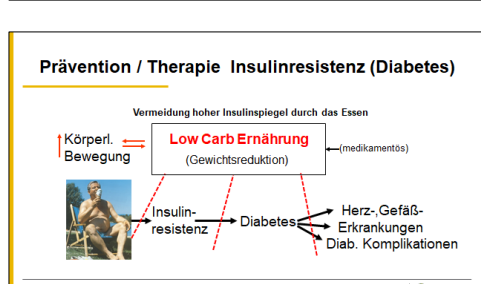 Prävention / Therapie Insulinresistenz (Diabetes)
Vermeidung hoher Insulinspiegel durch das Essen
Körperl.
Bewegung
Low Carb Ernährung
(Gewichtsreduktion)
(medikamentös)
Insulin-
resistenz
Diabetes
Herz-,Gefäß-
Erkrankungen
Diab. Komplikationen